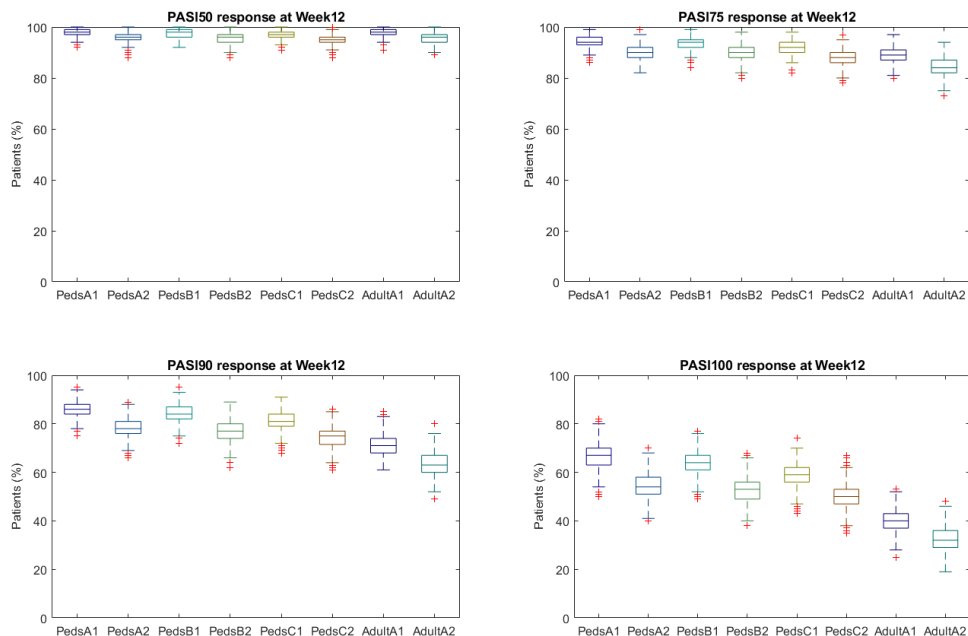 PASI50 response at Week12
100
80
60
40
20
0
Patients (%)
PedsA1 PedsA2 PedsB1 PedsB2 PedsC1 PedsC2 AdultA1 AdultA2
PASI75 response at Week12
100
80
60
40
20
0
Patients (%)
PedsA1 PedsA2 PedsB1 PedsB2 PedsC1 PedsC2 AdultA1 AdultA2
PASI90 response at Week12
100
80
60
40
20
0
Patients (%)
PedsA1 PedsA2 PedsB1 PedsB2 PedsC1 PedsC2 AdultA1 AdultA2
PASI100 response at Week12
100
80
60
40
20
0
Patients (%)
PedsA1 PedsA2 PedsB1 PedsB2 PedsC1 PedsC2 AdultA1 AdultA2